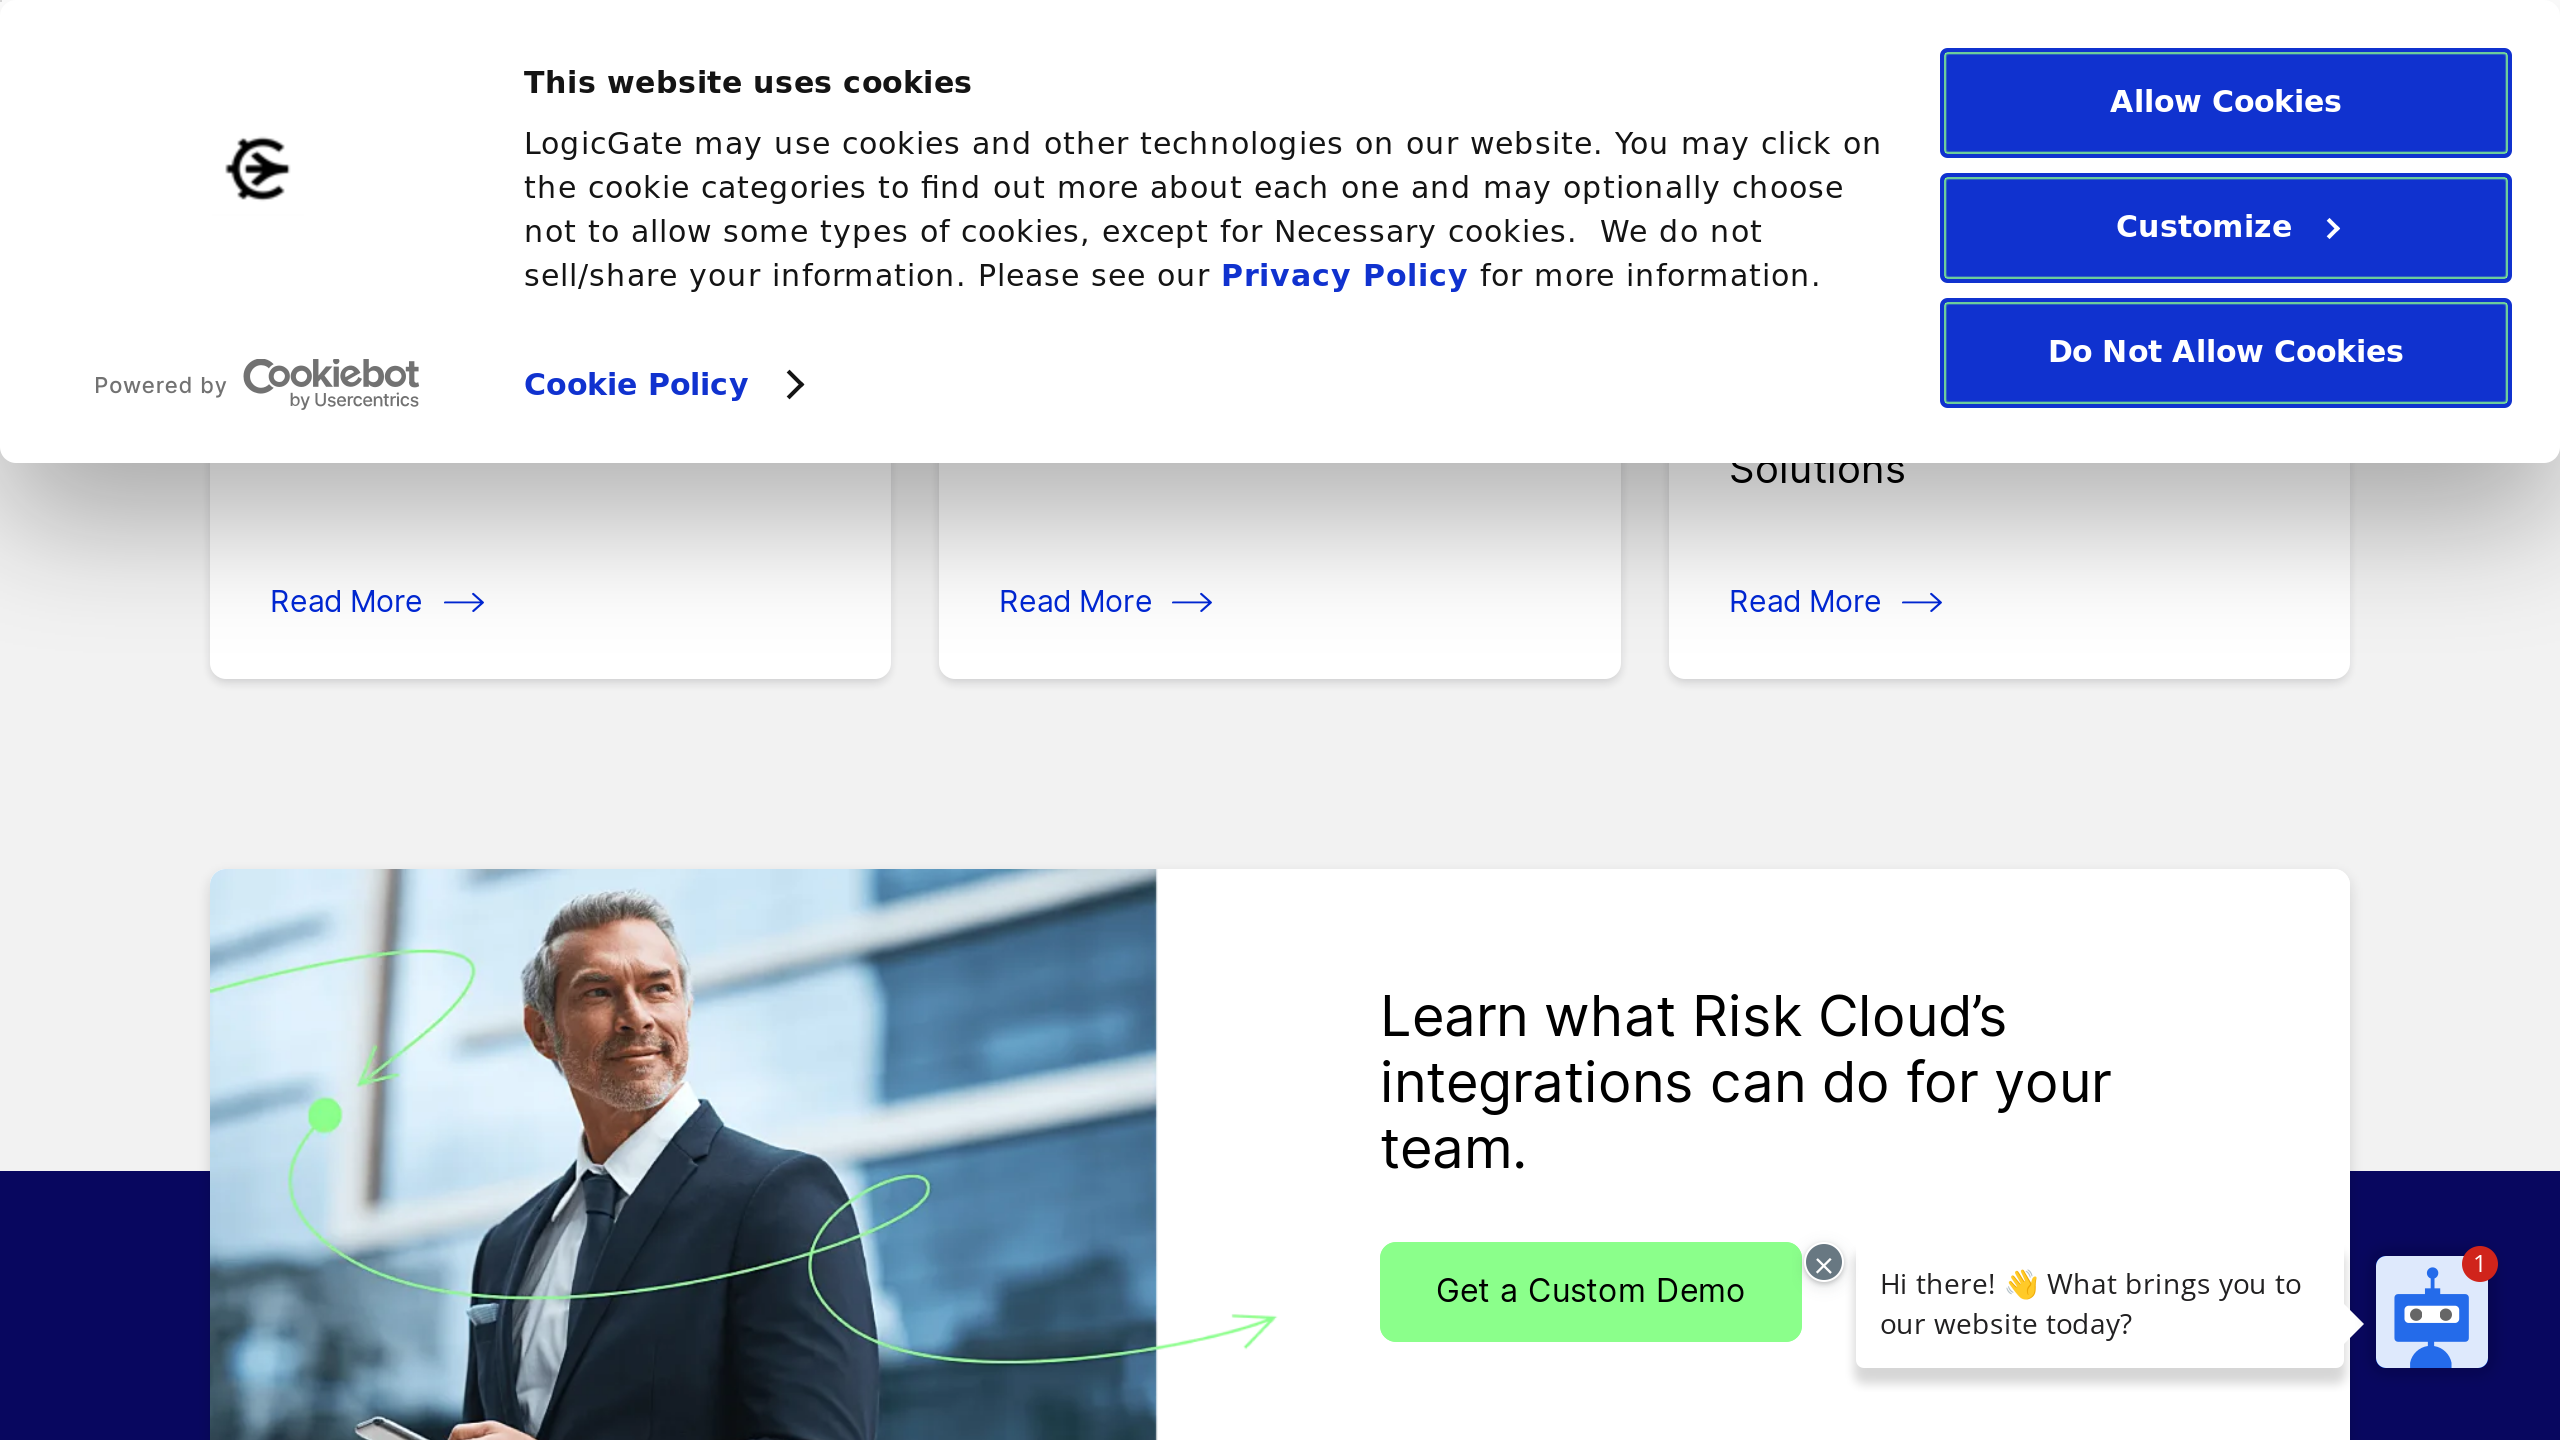 This website uses cookies
LogicGate may use cookies and other technologies on our website. You may click on
the cookie categories to find out more about each one and may optionally choose
not to allow some types of cookies, except for Necessary cookies.  We do not
sell/share your information. Please see our Privacy Policy for more information.
Powered by Cookiebot
by Usercentrics
Cookie Policy
Allow Cookies
Customize
Do Not Allow Cookies
Solutions
Read More
Read More
Read More
Learn what Risk Cloud’s
integrations can do for your
team.
Get a Custom Demo
Hi there! 👋 What brings you to
our website today?
1